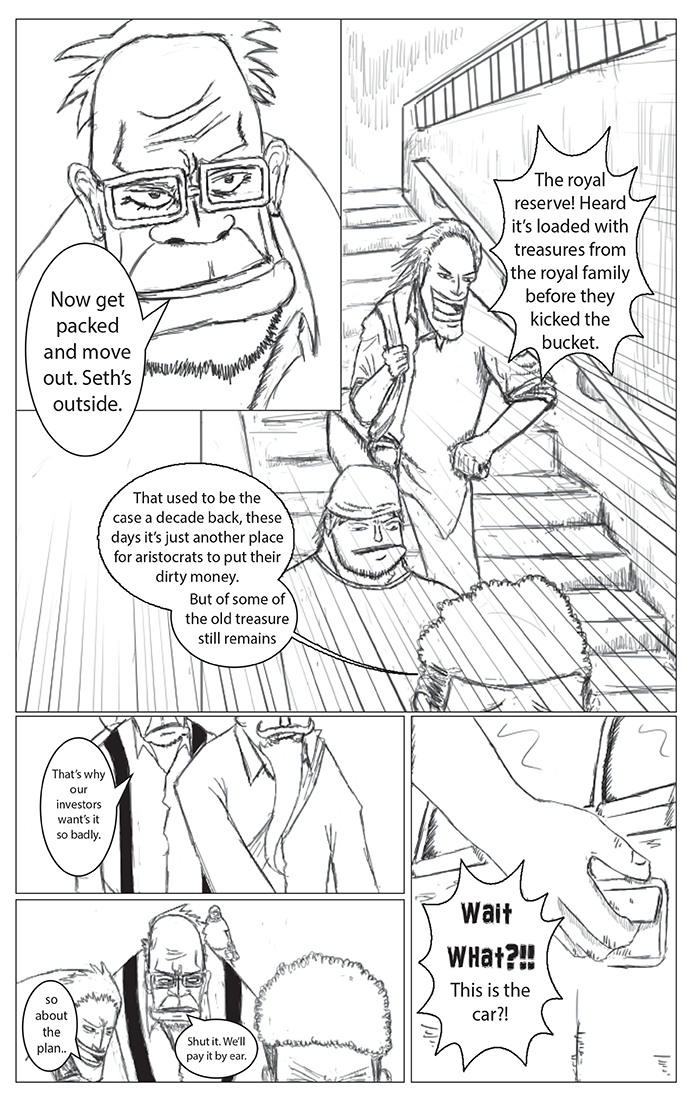 Now get
packed
and move
out. Seth's
outside.
The royal
reserve! Heard
it's loaded with
treasures from
the royal family
before they
kicked the
bucket.
That used to be the
case a decade back, these
days it's just another place
for aristocrats to put their
dirty money.
But of some of
the old treasure
still remains
That's why
our
investors
want's it
so badly.
so
about
the
plan..
Shut it. We'll
pay it by ear.
Wait
What?!!
This is the
car?!